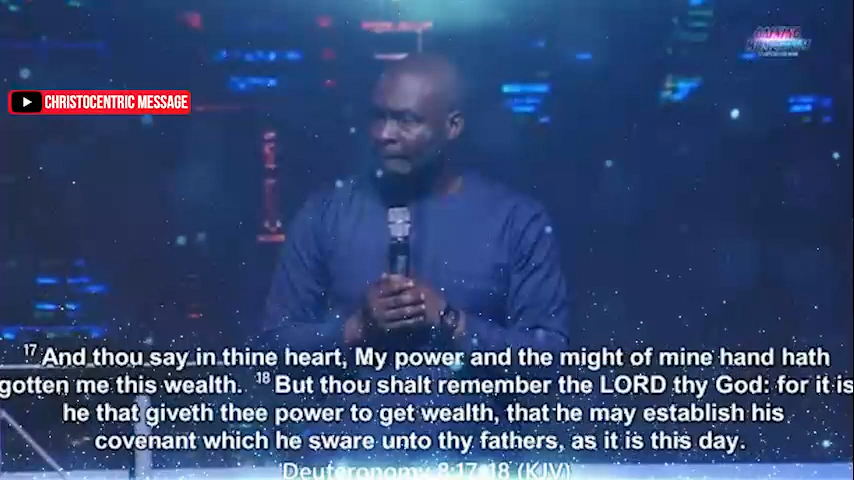 CHRISTOCENTRIC MESSAGE
17 And thou say in thine heart, My power and the might of mine hand hath
gotten me this wealth. 18 But thou shalt remember the LORD thy God: for it is
he that giveth thee power to get wealth, that he may establish his
covenant which he sware unto thy fathers, as it is this day.
Deuteronomy 8:17-18 (KJV)